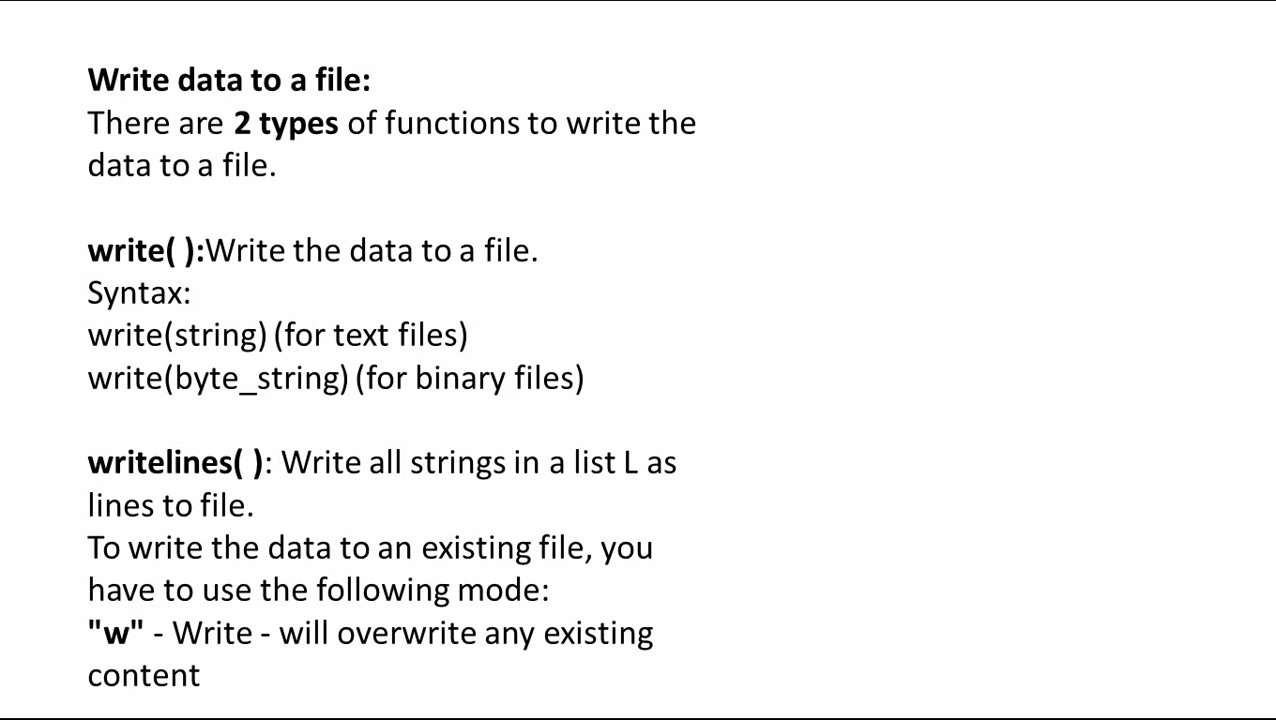 Write data to a file:
There are 2 types of functions to write the
data to a file.
write( ):Write the data to a file.
Syntax:
write(string) (for text files)
write(byte_string) (for binary files)
writelines( ): Write all strings in a list L as
lines to file.
To write the data to an existing file, you
have to use the following mode:
"w" - Write - will overwrite any existing
content